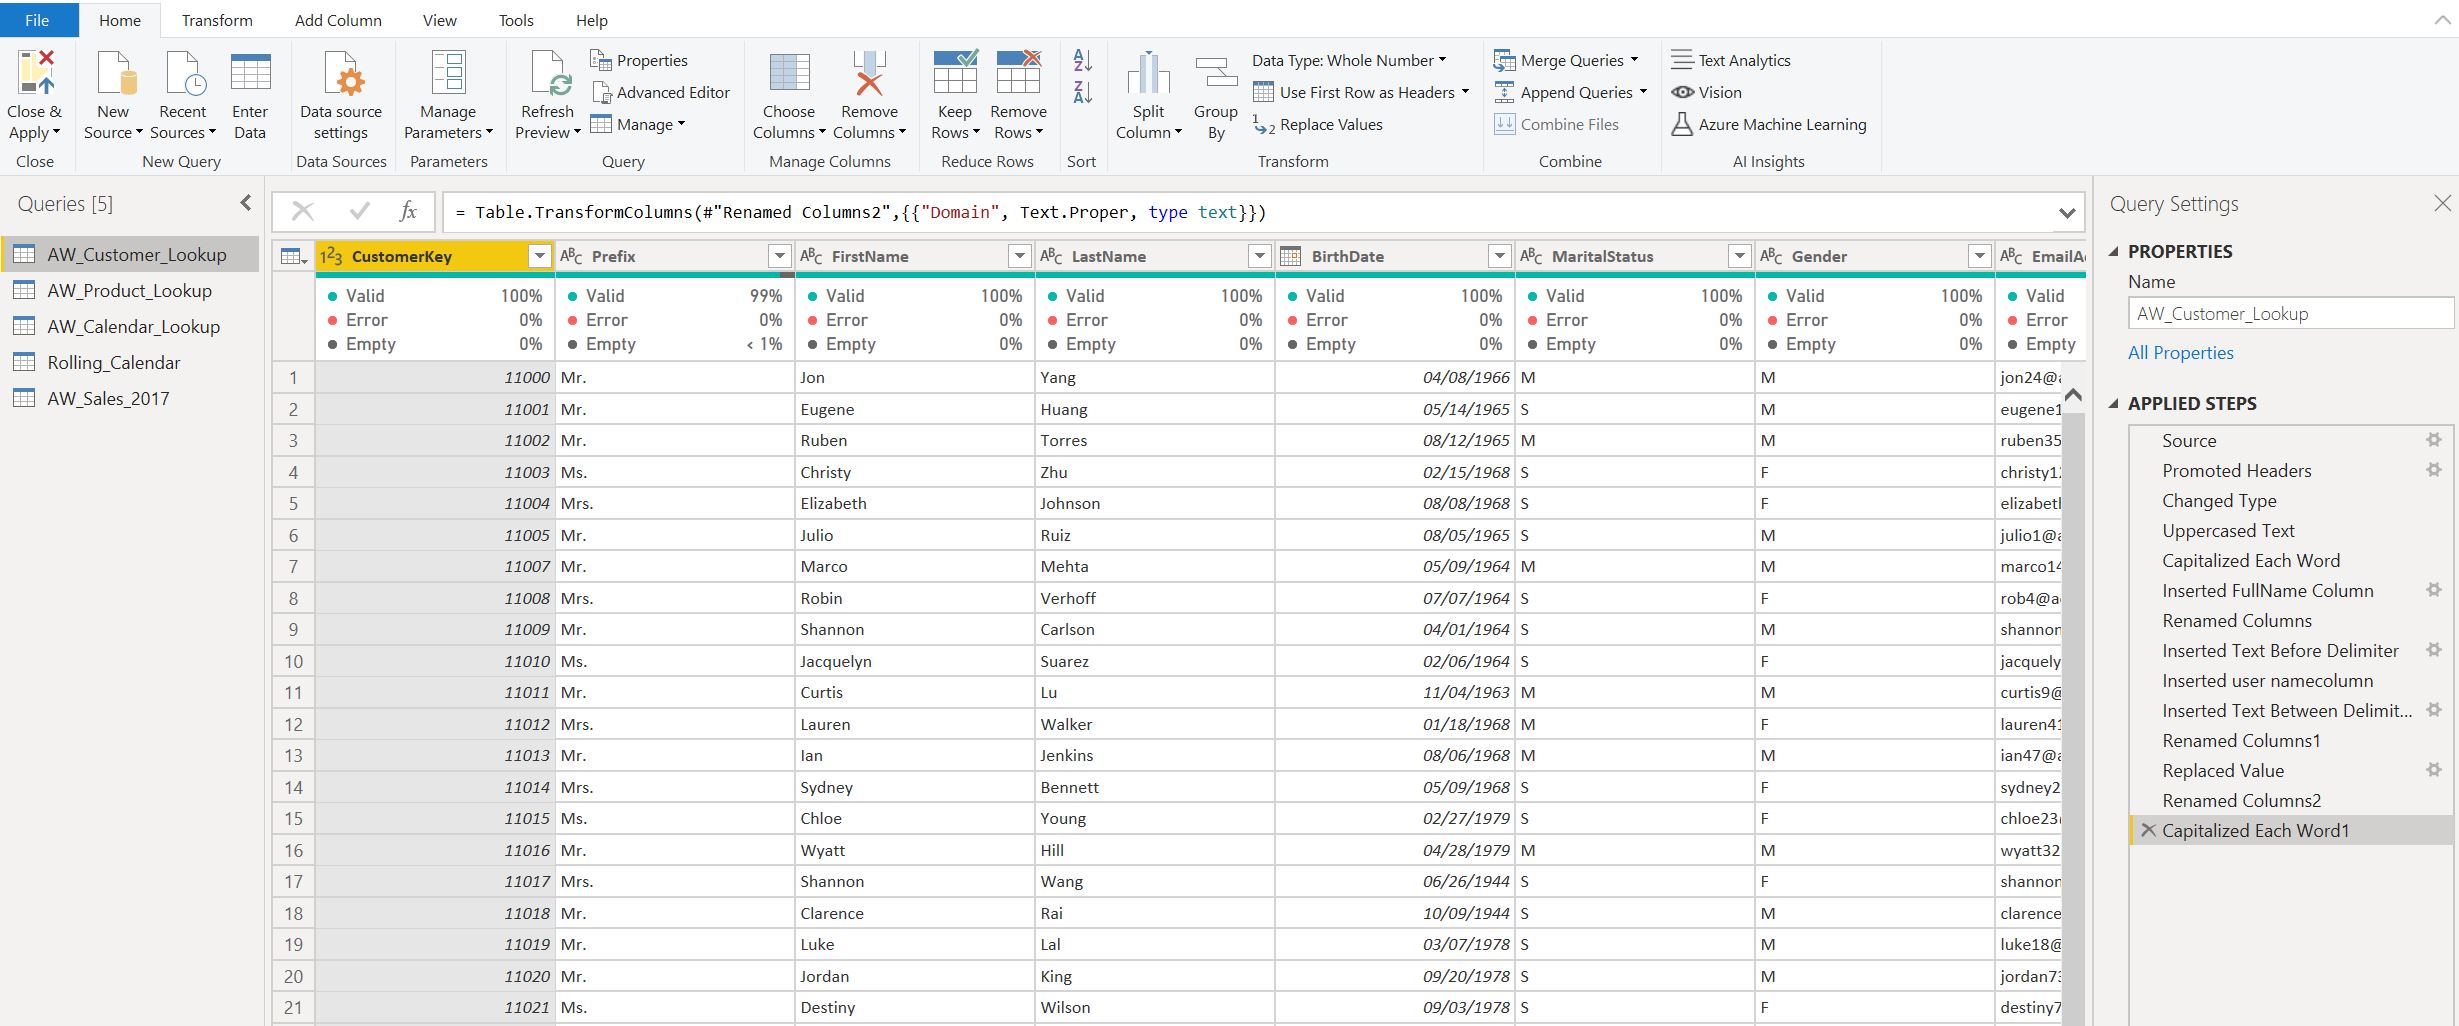 File Home Transform Add Column View Tools Help
Close & Apply
New Source
Recent Sources
Enter Data
Data source settings
Manage Parameters
Refresh Preview
Properties
Advanced Editor
Manage
Choose Columns
Remove Columns
Keep Rows
Remove Rows
Split Column
Group By
Data Type: Whole Number
Use First Row as Headers
Replace Values
Merge Queries
Append Queries
Combine Files
Text Analytics
Vision
Azure Machine Learning
Close New Query Data Sources Parameters Query Manage Columns Reduce Rows Sort Transform Combine AI Insights
Queries [5]
AW_Customer_Lookup
AW_Product_Lookup
AW_Calendar_Lookup
Rolling_Calendar
AW_Sales_2017
fx = Table.TransformColumns(#"Renamed Columns2",{{"Domain", Text.Proper, type text}})
CustomerKey Prefix FirstName LastName BirthDate MaritalStatus Gender EmailA
Valid 100% Valid 99% Valid 100% Valid 100% Valid 100% Valid 100% Valid 100% Valid
Error 0% Error 0% Error 0% Error 0% Error 0% Error 0% Error 0% Error
Empty 0% Empty < 1% Empty 0% Empty 0% Empty 0% Empty 0% Empty 0% Empty
1 11000 Mr. Jon Yang 04/08/1966 M M jon24@a
2 11001 Mr. Eugene Huang 05/14/1965 S M eugene1
3 11002 Mr. Ruben Torres 08/12/1965 M M ruben35
4 11003 Ms. Christy Zhu 02/15/1968 S F christy1
5 11004 Mrs. Elizabeth Johnson 08/08/1968 S F elizabeth
6 11005 Mr. Julio Ruiz 08/05/1965 S M julio1@a
7 11007 Mr. Marco Mehta 05/09/1964 M M marco14
8 11008 Mrs. Robin Verhoff 07/07/1964 S F rob4@a
9 11009 Mr. Shannon Carlson 04/01/1964 S M shannon
10 11010 Ms. Jacquelyn Suarez 02/06/1964 S F jacquely
11 11011 Mr. Curtis Lu 11/04/1963 M M curtis9@
12 11012 Mrs. Lauren Walker 01/18/1968 M F lauren41
13 11013 Mr. Ian Jenkins 08/06/1968 M M ian47@a
14 11014 Mrs. Sydney Bennett 05/09/1968 S F sydney2
15 11015 Ms. Chloe Young 02/27/1979 S F chloe23
16 11016 Mr. Wyatt Hill 04/28/1979 M M wyatt32
17 11017 Mrs. Shannon Wang 06/26/1944 S F shannon
18 11018 Mr. Clarence Rai 10/09/1944 S M clarence
19 11019 Mr. Luke Lal 03/07/1978 S M luke18@
20 11020 Mr. Jordan King 09/20/1978 S M jordan73
21 11021 Ms. Destiny Wilson 09/03/1978 S F destiny7
Query Settings
PROPERTIES
Name
AW_Customer_Lookup
All Properties
APPLIED STEPS
Source
Promoted Headers
Changed Type
Uppercased Text
Capitalized Each Word
Inserted FullName Column
Renamed Columns
Inserted Text Before Delimiter
Inserted user namecolumn
Inserted Text Between Delimit...
Renamed Columns1
Replaced Value
Renamed Columns2
Capitalized Each Word1